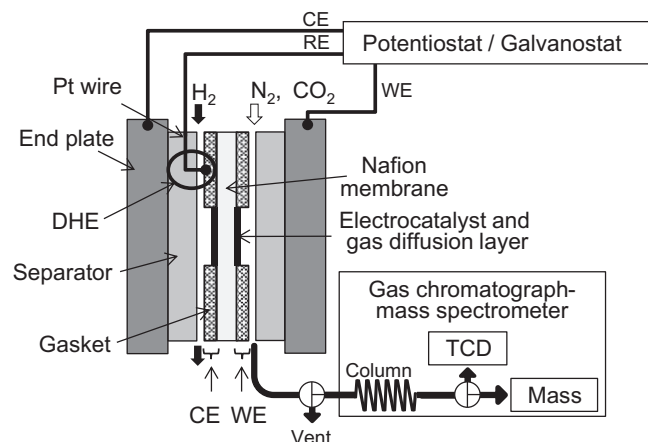 CE
RE
Potentiostat / Galvanostat
WE
Pt wire
H2
N2, CO2
End plate
Nafion
membrane
DHE
Electrocatalyst and
gas diffusion layer
Separator
Gas chromatograph-
mass spectrometer
Gasket
TCD
Column
Mass
CE
WE
Vent